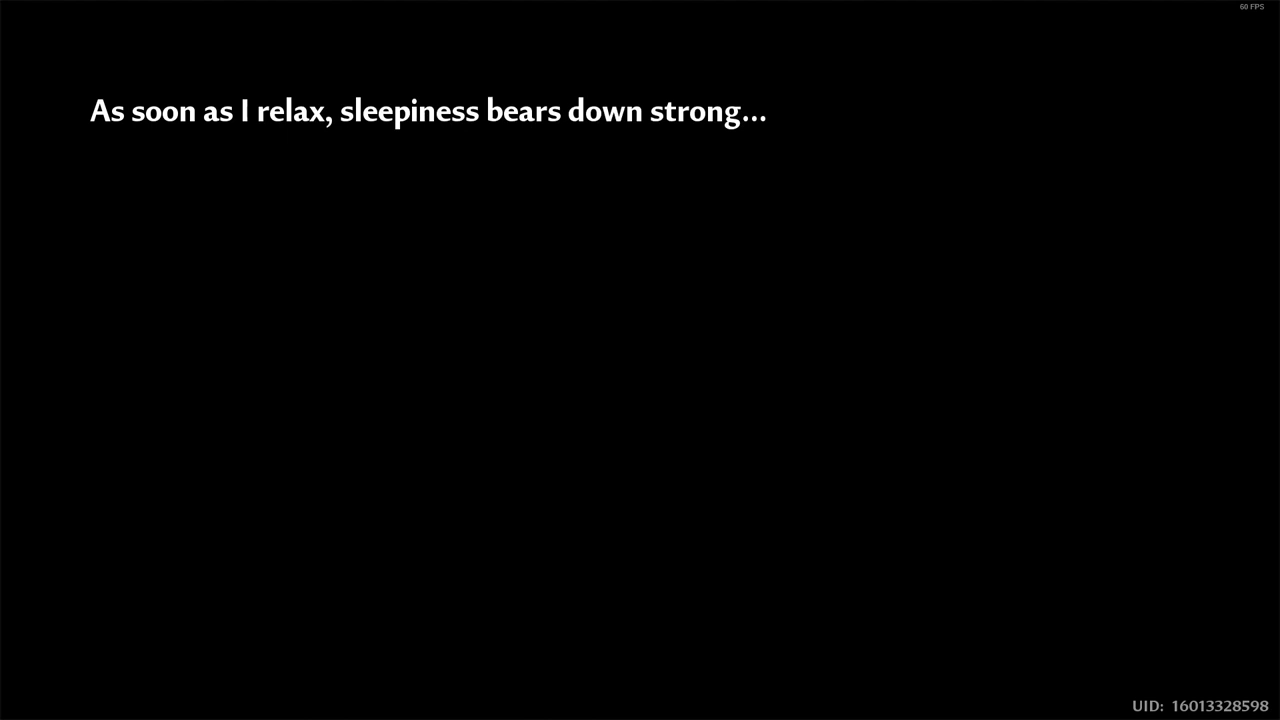 60 FPS
As soon as I relax, sleepiness bears down strong...
UID: 16013328598